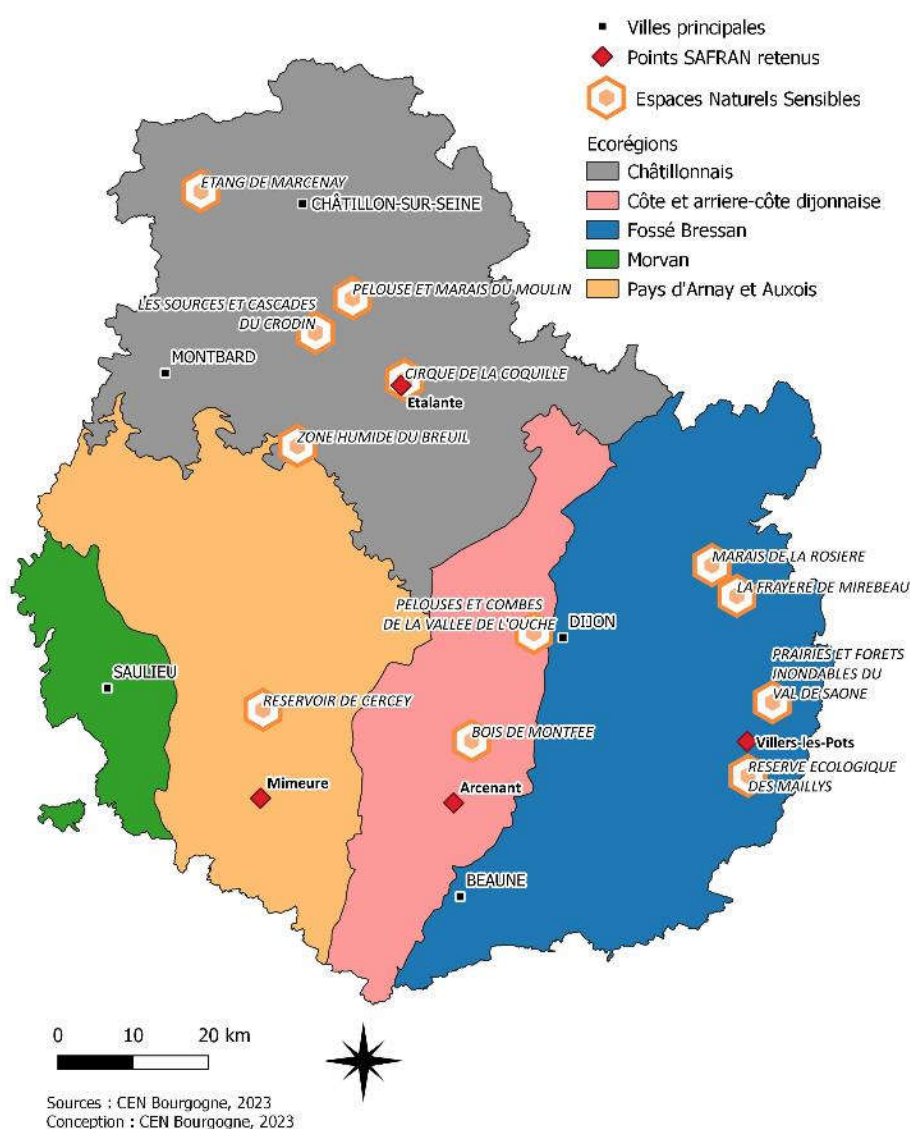 Villes principales
Points SAFRAN retenus
Espaces Naturels Sensibles
Ecorégions
Châtillonnais
Côte et arriere-côte dijonnaise
Fossé Bressan
Morvan
Pays d'Arnay et Auxois
ETANG DE MARCENAY
CHÂTILLON-SUR-SEINE
PELOUSE ET MARAIS DU MOULIN
LES SOURCES ET CASCADES
DU CRODIN
MONTBARD
CIRQUE DE LA COQUILLE
Etalante
ZONE HUMIDE DU BREUIL
MARAIS DE LA ROSIERE
LA FRAYERE DE MIREBEAU
PELOUSES ET COMBES
DE LA VALLEE DE L'OUCHE
DIJON
PRAIRIES ET FORETS
INONDABLES DU
VAL DE SAONE
SAULIEU
RESERVOIR DE CERCEY
BOIS DE MONTFEE
Villers-les-Pots
RESERVE ECOLOGIQUE
DES MAILLYS
Mimeure
Arcenant
BEAUNE
0 10 20 km
Sources : CEN Bourgogne, 2023
Conception : CEN Bourgogne, 2023